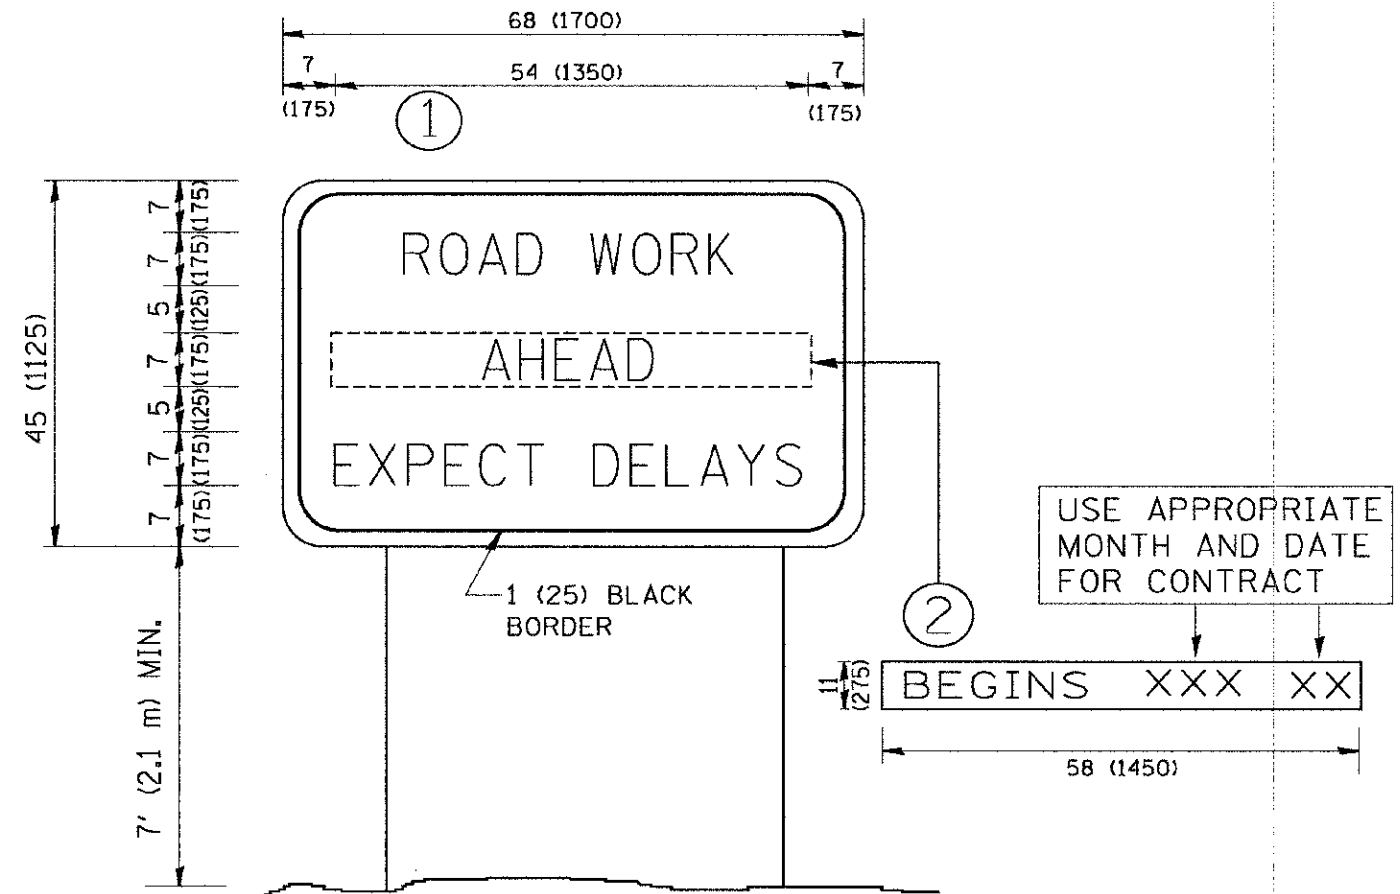 68 (1700)
7
54 (1350)
7
(175)
(175)
1
45 (1125)
7
(175)
7
(175)
5
(125)
7
(175)
5
(125)
7
(175)
7
(175)
ROAD WORK
AHEAD
EXPECT DELAYS
1 (25) BLACK
BORDER
7' (2.1 m) MIN.
2
USE APPROPRIATE
MONTH AND DATE
FOR CONTRACT
11
(275)
BEGINS XXX XX
58 (1450)